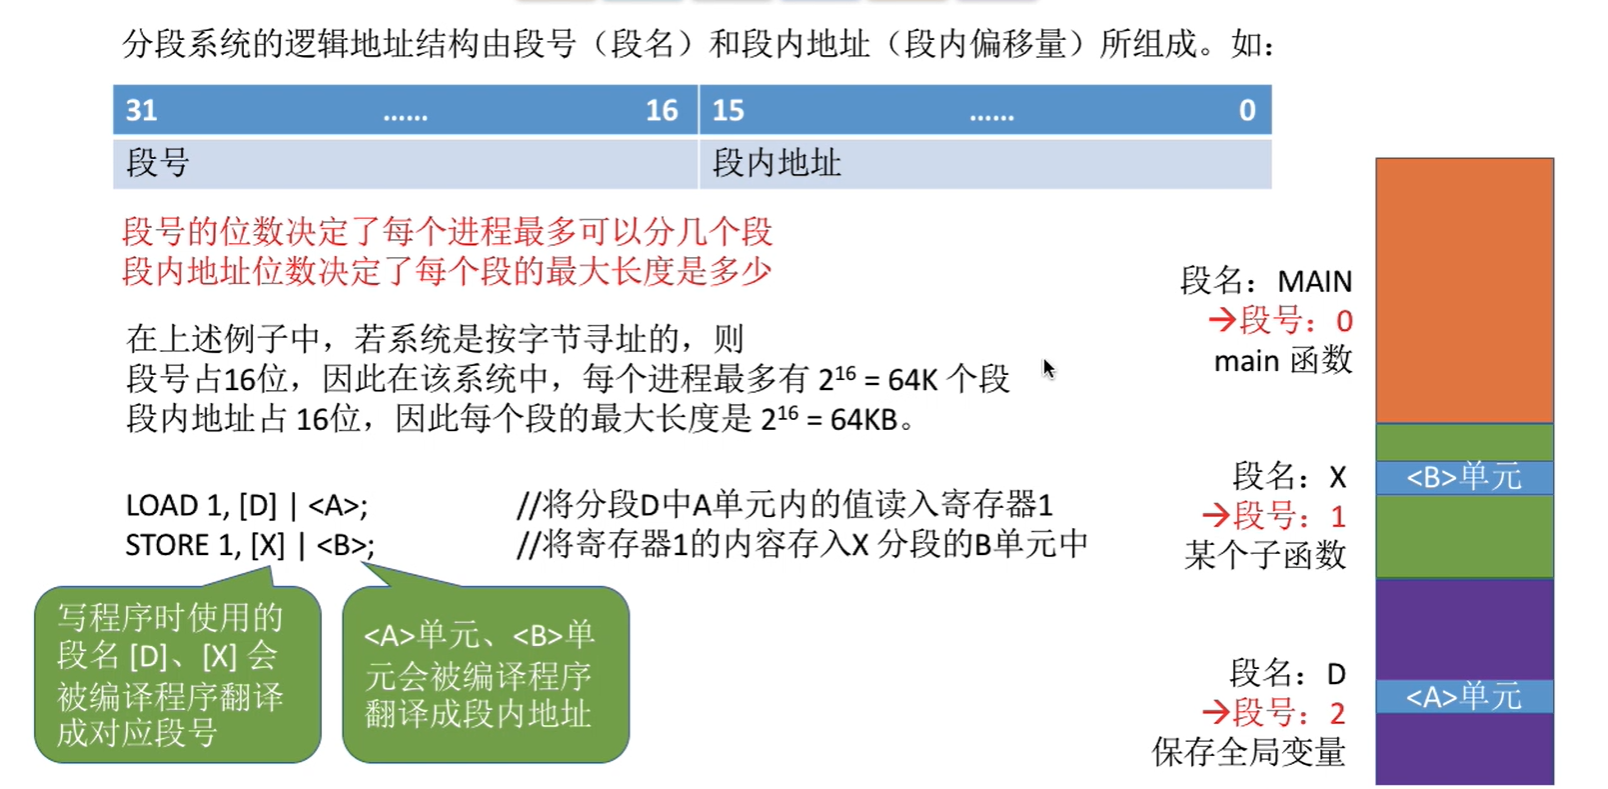 分段系统的逻辑地址结构由段号（段名）和段内地址（段内偏移量）所组成。如：
31 …… 16 15 …… 0
段号 段内地址
段号的位数决定了每个进程最多可以分几个段
段内地址位数决定了每个段的最大长度是多少
在上述例子中，若系统是按字节寻址的，则
段号占16位，因此在该系统中，每个进程最多有 2¹⁶ = 64K 个段
段内地址占 16位，因此每个段的最大长度是 2¹⁶ = 64KB。
LOAD 1, [D] | <A>; //将分段D中A单元内的值读入寄存器1
STORE 1, [X] | <B>; //将寄存器1的内容存入X 分段的B单元中
写程序时使用的
段名 [D]、[X] 会
被编译程序翻译
成对应段号
<A>单元、<B>单
元会被编译程序
翻译成段内地址
段名：MAIN
→段号：0
main 函数
段名：X
→段号：1
某个子函数
<B>单元
段名：D
→段号：2
保存全局变量
<A>单元